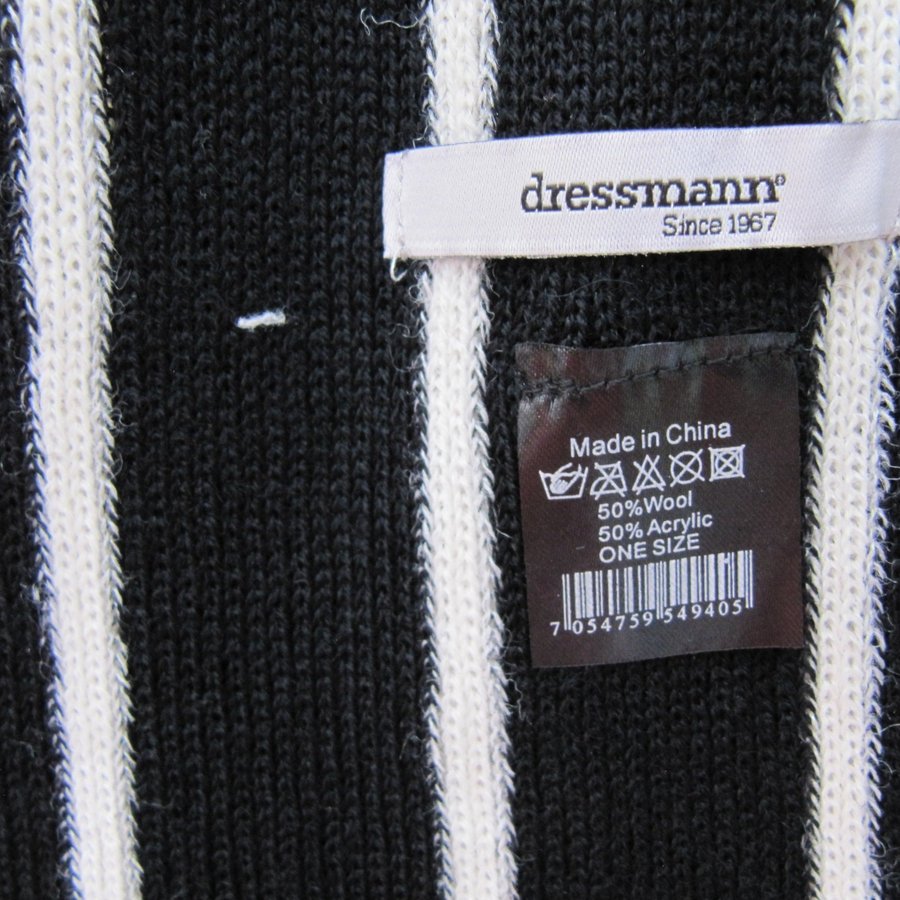 dressmann®
Since 1967
Made in China
50%Wool
50% Acrylic
ONE SIZE
7 054759 549405